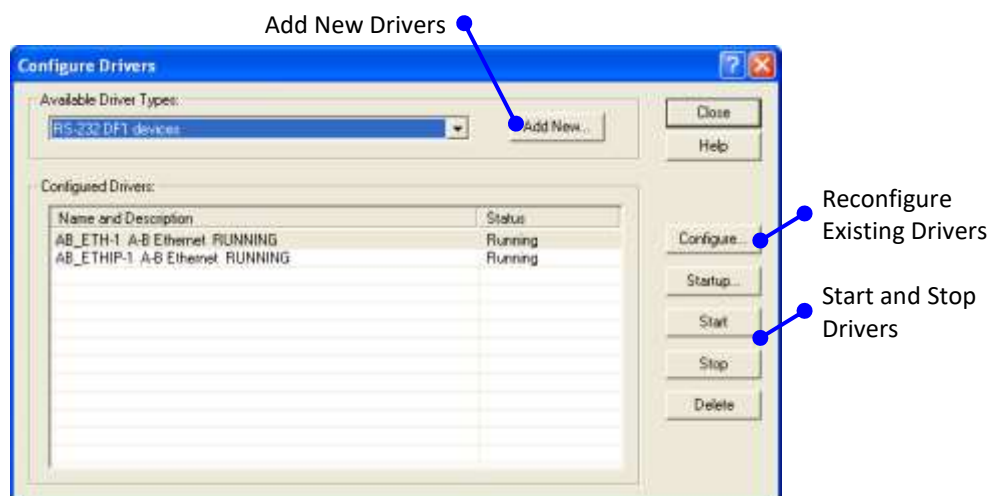 Add New Drivers
Configure Drivers
Available Driver Types:
RS-232 DF1 devices
Add New...
Close
Help
Configured Drivers:
Name and Description
Status
AB_ETH-1 A-B Ethernet RUNNING
Running
AB_ETHIP-1 A-B Ethernet RUNNING
Running
Configure...
Startup...
Start
Stop
Delete
Reconfigure
Existing Drivers
Start and Stop
Drivers